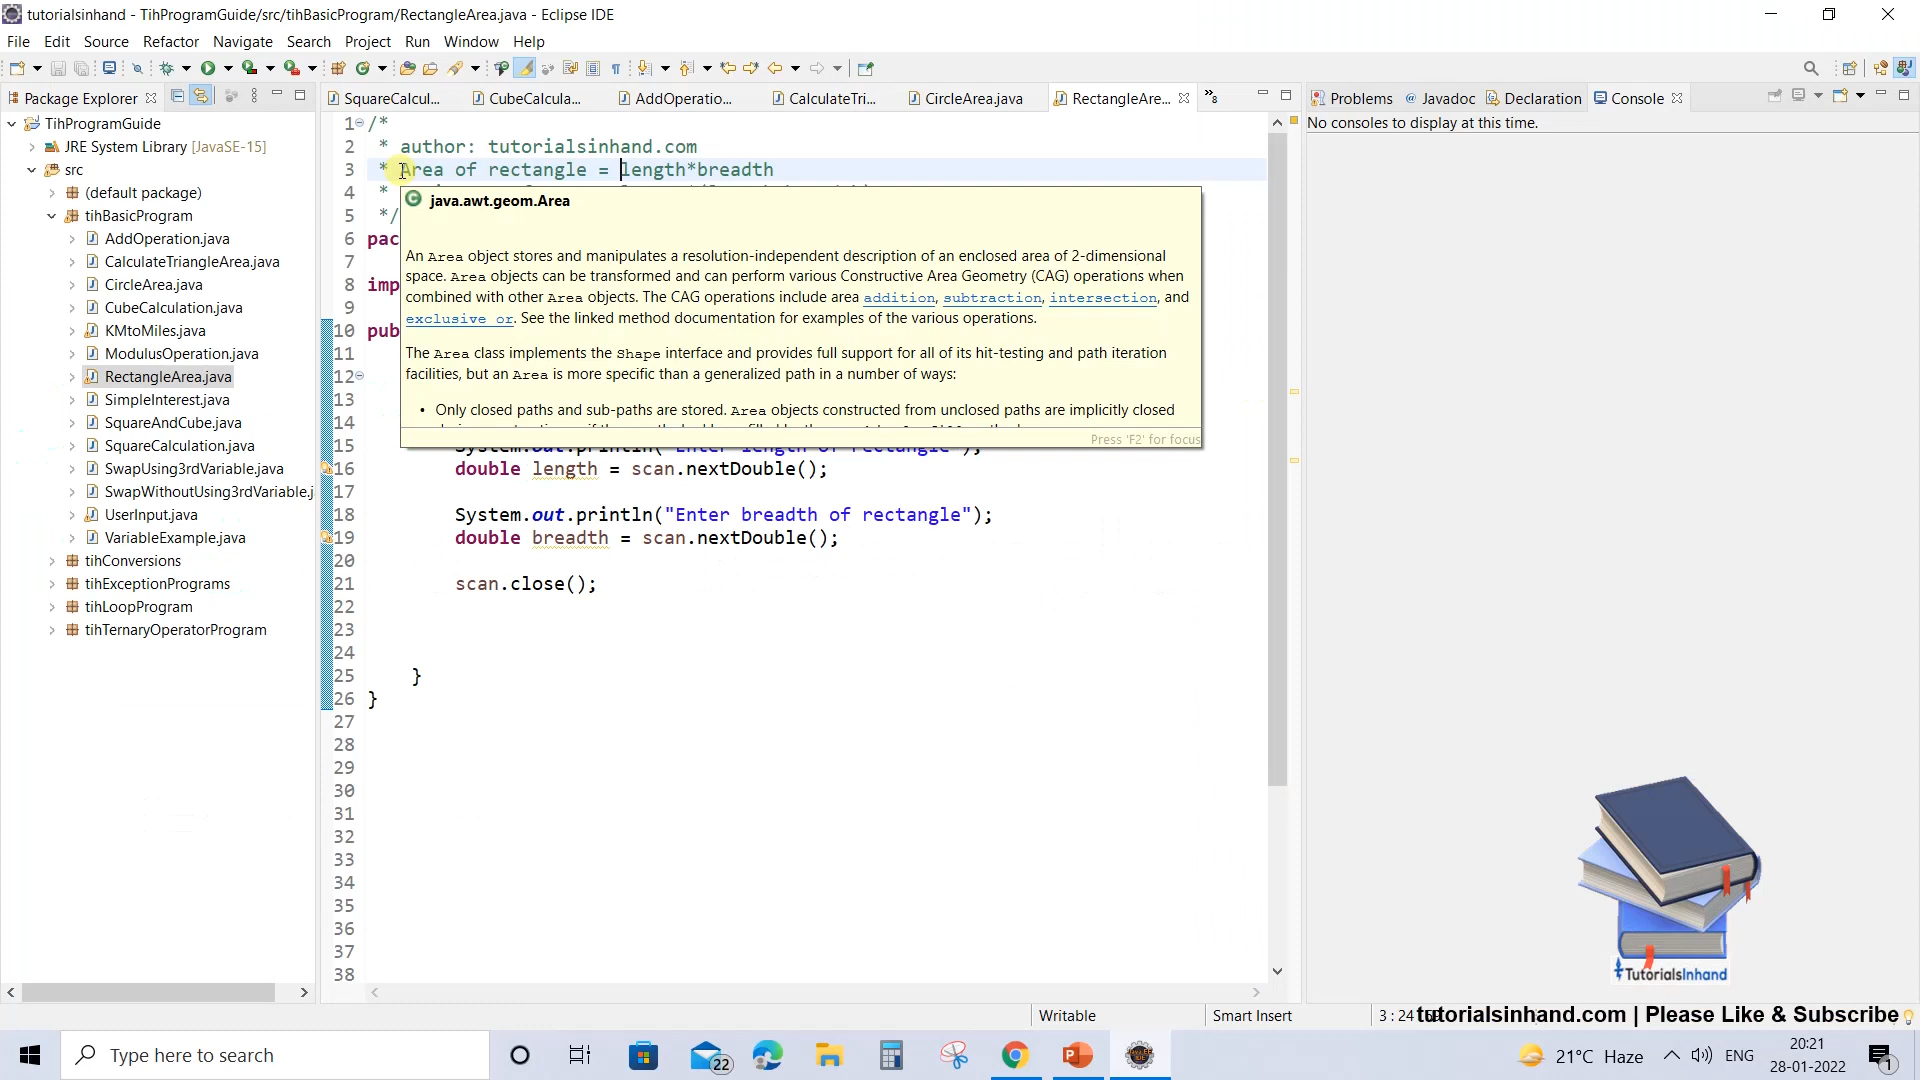 tutorialsinhand - TihProgramGuide/src/tihBasicProgram/RectangleArea.java - Eclipse IDE
File Edit Source Refactor Navigate Search Project Run Window Help
Package Explorer
SquareCalcul... CubeCalcula... AddOperatio... CalculateTri... CircleArea.java RectangleAre... »8
Problems @ Javadoc Declaration Console
No consoles to display at this time.
TihProgramGuide
JRE System Library [JavaSE-15]
src
(default package)
tihBasicProgram
AddOperation.java
CalculateTriangleArea.java
CircleArea.java
CubeCalculation.java
KMtoMiles.java
ModulusOperation.java
RectangleArea.java
SimpleInterest.java
SquareAndCube.java
SquareCalculation.java
SwapUsing3rdVariable.java
SwapWithoutUsing3rdVariable.j
UserInput.java
VariableExample.java
tihConversions
tihExceptionPrograms
tihLoopProgram
tihTernaryOperatorProgram
1 /*
2 * author: tutorialsinhand.com
3 * Area of rectangle = length*breadth
4 *
5 */
6 pac
7
8 imp
9
10 pub
11
12
13
14
15
16 double length = scan.nextDouble();
17
18 System.out.println("Enter breadth of rectangle");
19 double breadth = scan.nextDouble();
20
21 scan.close();
22
23
24
25 }
26 }
27
28
29
30
31
32
33
34
35
36
37
38
java.awt.geom.Area
An Area object stores and manipulates a resolution-independent description of an enclosed area of 2-dimensional
space. Area objects can be transformed and can perform various Constructive Area Geometry (CAG) operations when
combined with other Area objects. The CAG operations include area addition, subtraction, intersection, and
exclusive or. See the linked method documentation for examples of the various operations.
The Area class implements the Shape interface and provides full support for all of its hit-testing and path iteration
facilities, but an Area is more specific than a generalized path in a number of ways:
• Only closed paths and sub-paths are stored. Area objects constructed from unclosed paths are implicitly closed
Press 'F2' for focus
TutorialsInhand
Writable Smart Insert 3 : 24
tutorialsinhand.com | Please Like & Subscribe
Type here to search
22
21°C Haze
ENG
20:21
28-01-2022
1